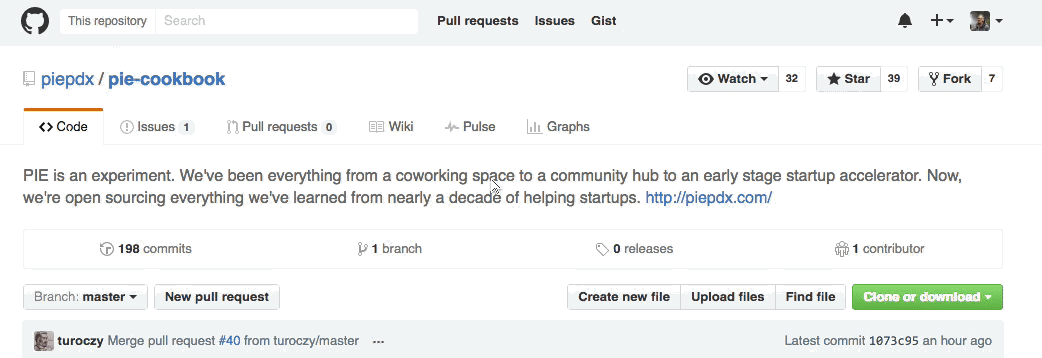 This repository Search Pull requests Issues Gist
piepdx / pie-cookbook Watch 32 Star 39 Fork 7
Code Issues 1 Pull requests 0 Wiki Pulse Graphs
PIE is an experiment. We've been everything from a coworking space to a community hub to an early stage startup accelerator. Now,
we're open sourcing everything we've learned from nearly a decade of helping startups. http://piepdx.com/
198 commits 1 branch 0 releases 1 contributor
Branch: master New pull request Create new file Upload files Find file Clone or download
turoczy Merge pull request #40 from turoczy/master ... Latest commit 1073c95 an hour ago